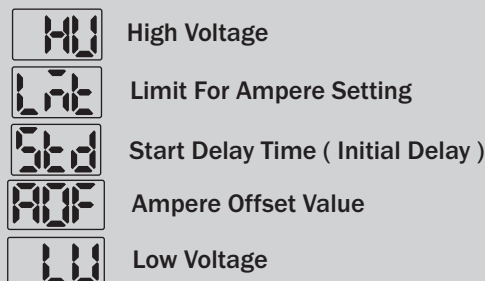 HU High Voltage
Lmt Limit For Ampere Setting
Std Start Delay Time ( Initial Delay )
AOF Ampere Offset Value
LU Low Voltage